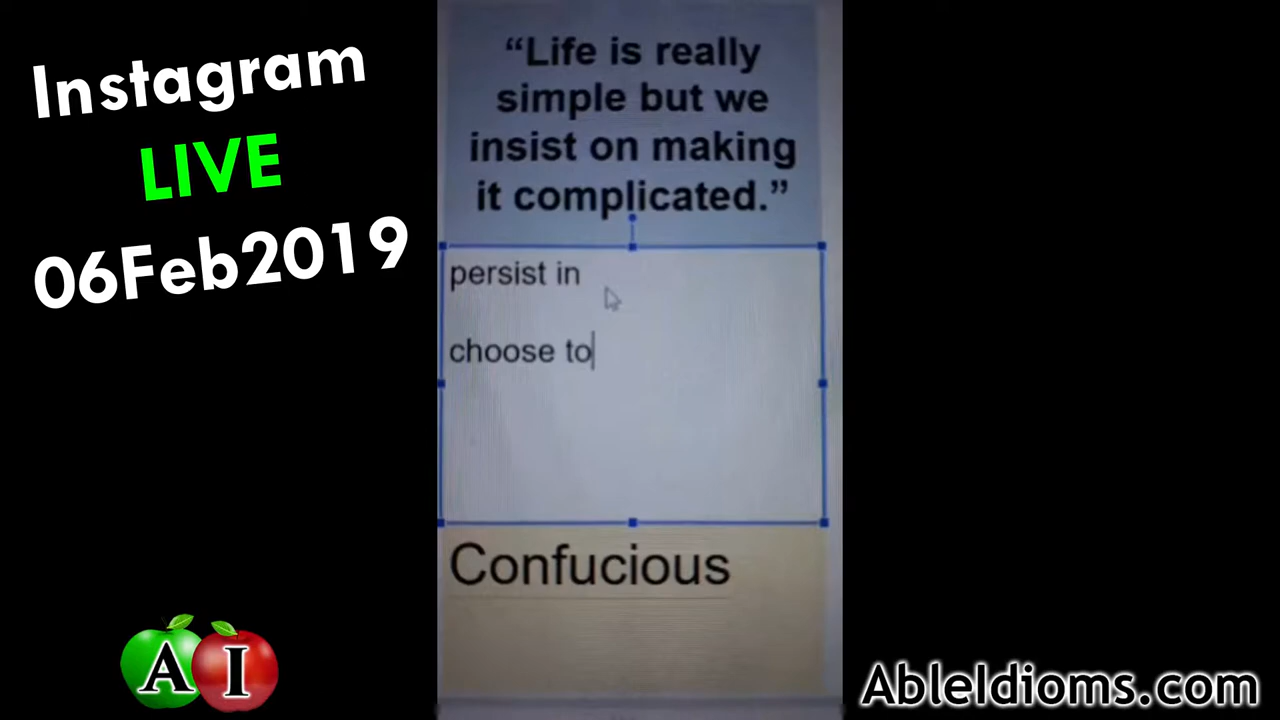 Instagram
LIVE
06Feb2019
“Life is really
simple but we
insist on making
it complicated.”
persist in
choose to
Confucious
A I
AbleIdioms.com